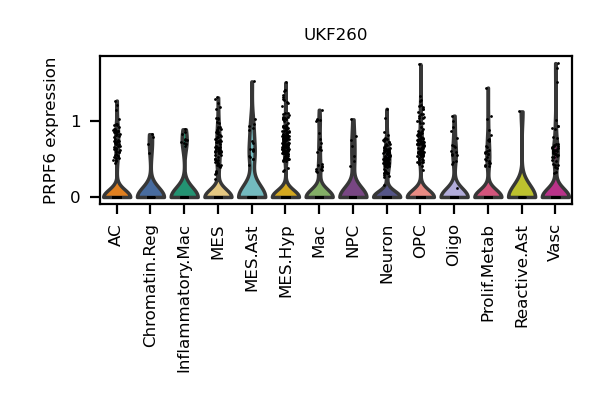 UKF260
PRPF6 expression
1
0
AC
Chromatin.Reg
Inflammatory.Mac
MES
MES.Ast
MES.Hyp
Mac
NPC
Neuron
OPC
Oligo
Prolif.Metab
Reactive.Ast
Vasc